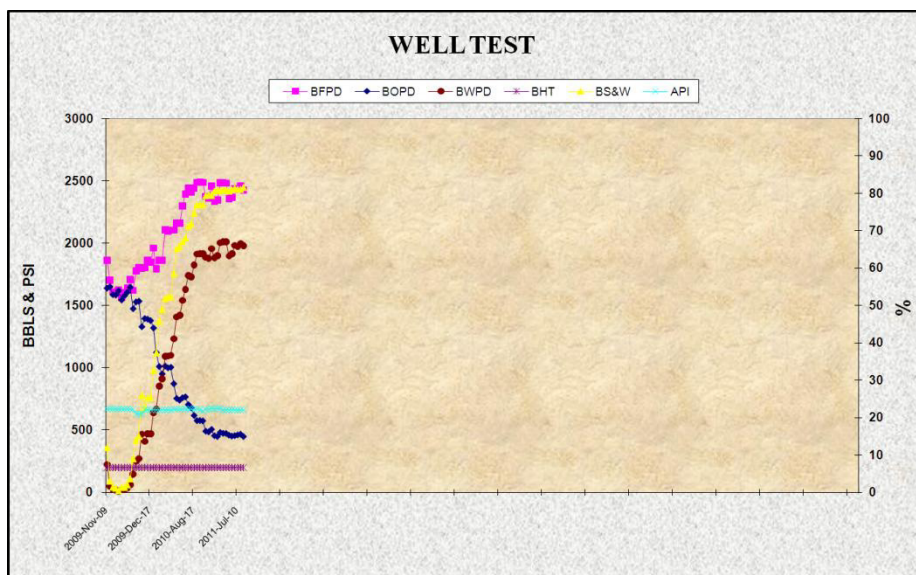 WELL TEST
BFPD BOPD BWPD BHT BS&W API
3000
2500
2000
1500
1000
500
0
BBLS & PSI
100
90
80
70
60
50
40
30
20
10
0
%
2009-Nov-09
2009-Dec-17
2010-Aug-17
2011-Jul-10